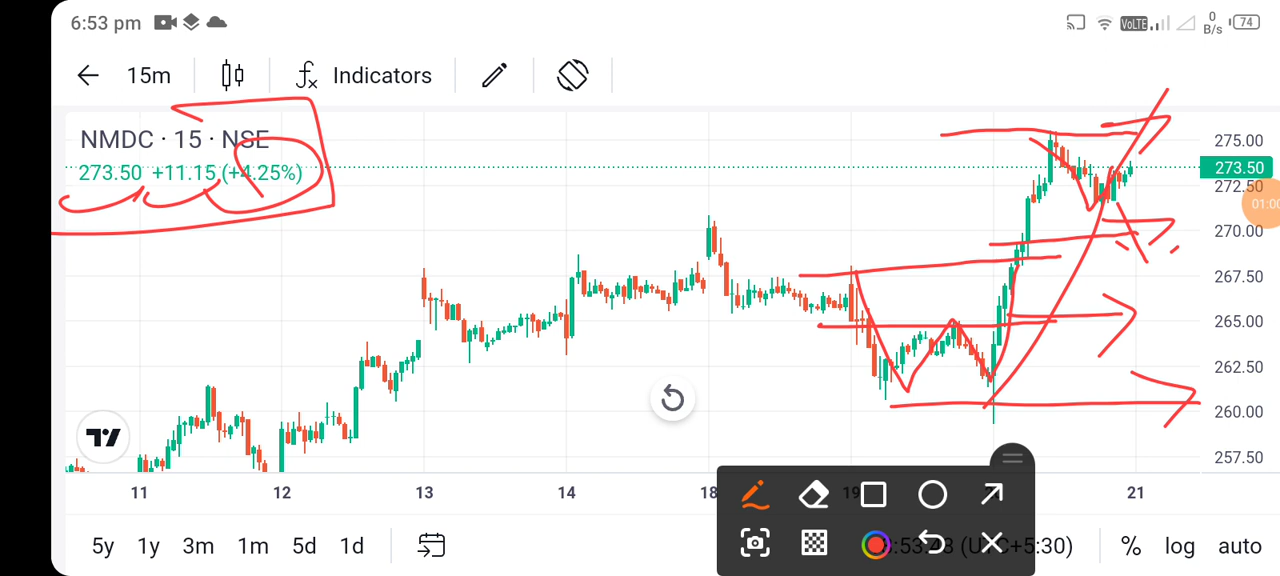 6:53 pm VoLTE 0 B/s 74
15m Indicators
NMDC · 15 · NSE
273.50 +11.15 (+4.25%)
275.00
273.50
272.50
01:00
270.00
267.50
265.00
262.50
260.00
257.50
11 12 13 14 18 19 21
5y 1y 3m 1m 5d 1d :53:43 (UTC+5:30) % log auto